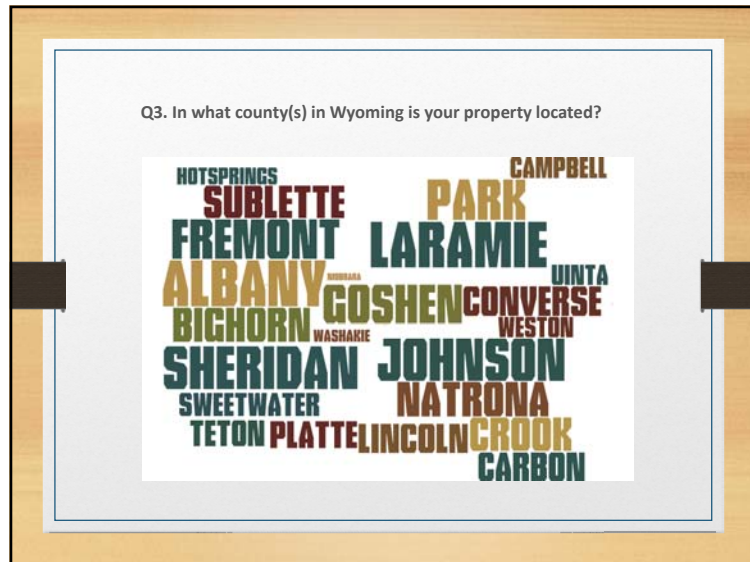 Q3. In what county(s) in Wyoming is your property located?
HOTSPRINGS
CAMPBELL
SUBLETTE
PARK
FREMONT
LARAMIE
ALBANY
NIOBRARA
UINTA
GOSHEN
CONVERSE
BIGHORN
WASHAKIE
WESTON
SHERIDAN
JOHNSON
SWEETWATER
NATRONA
TETON
PLATTE
LINCOLN
CROOK
CARBON